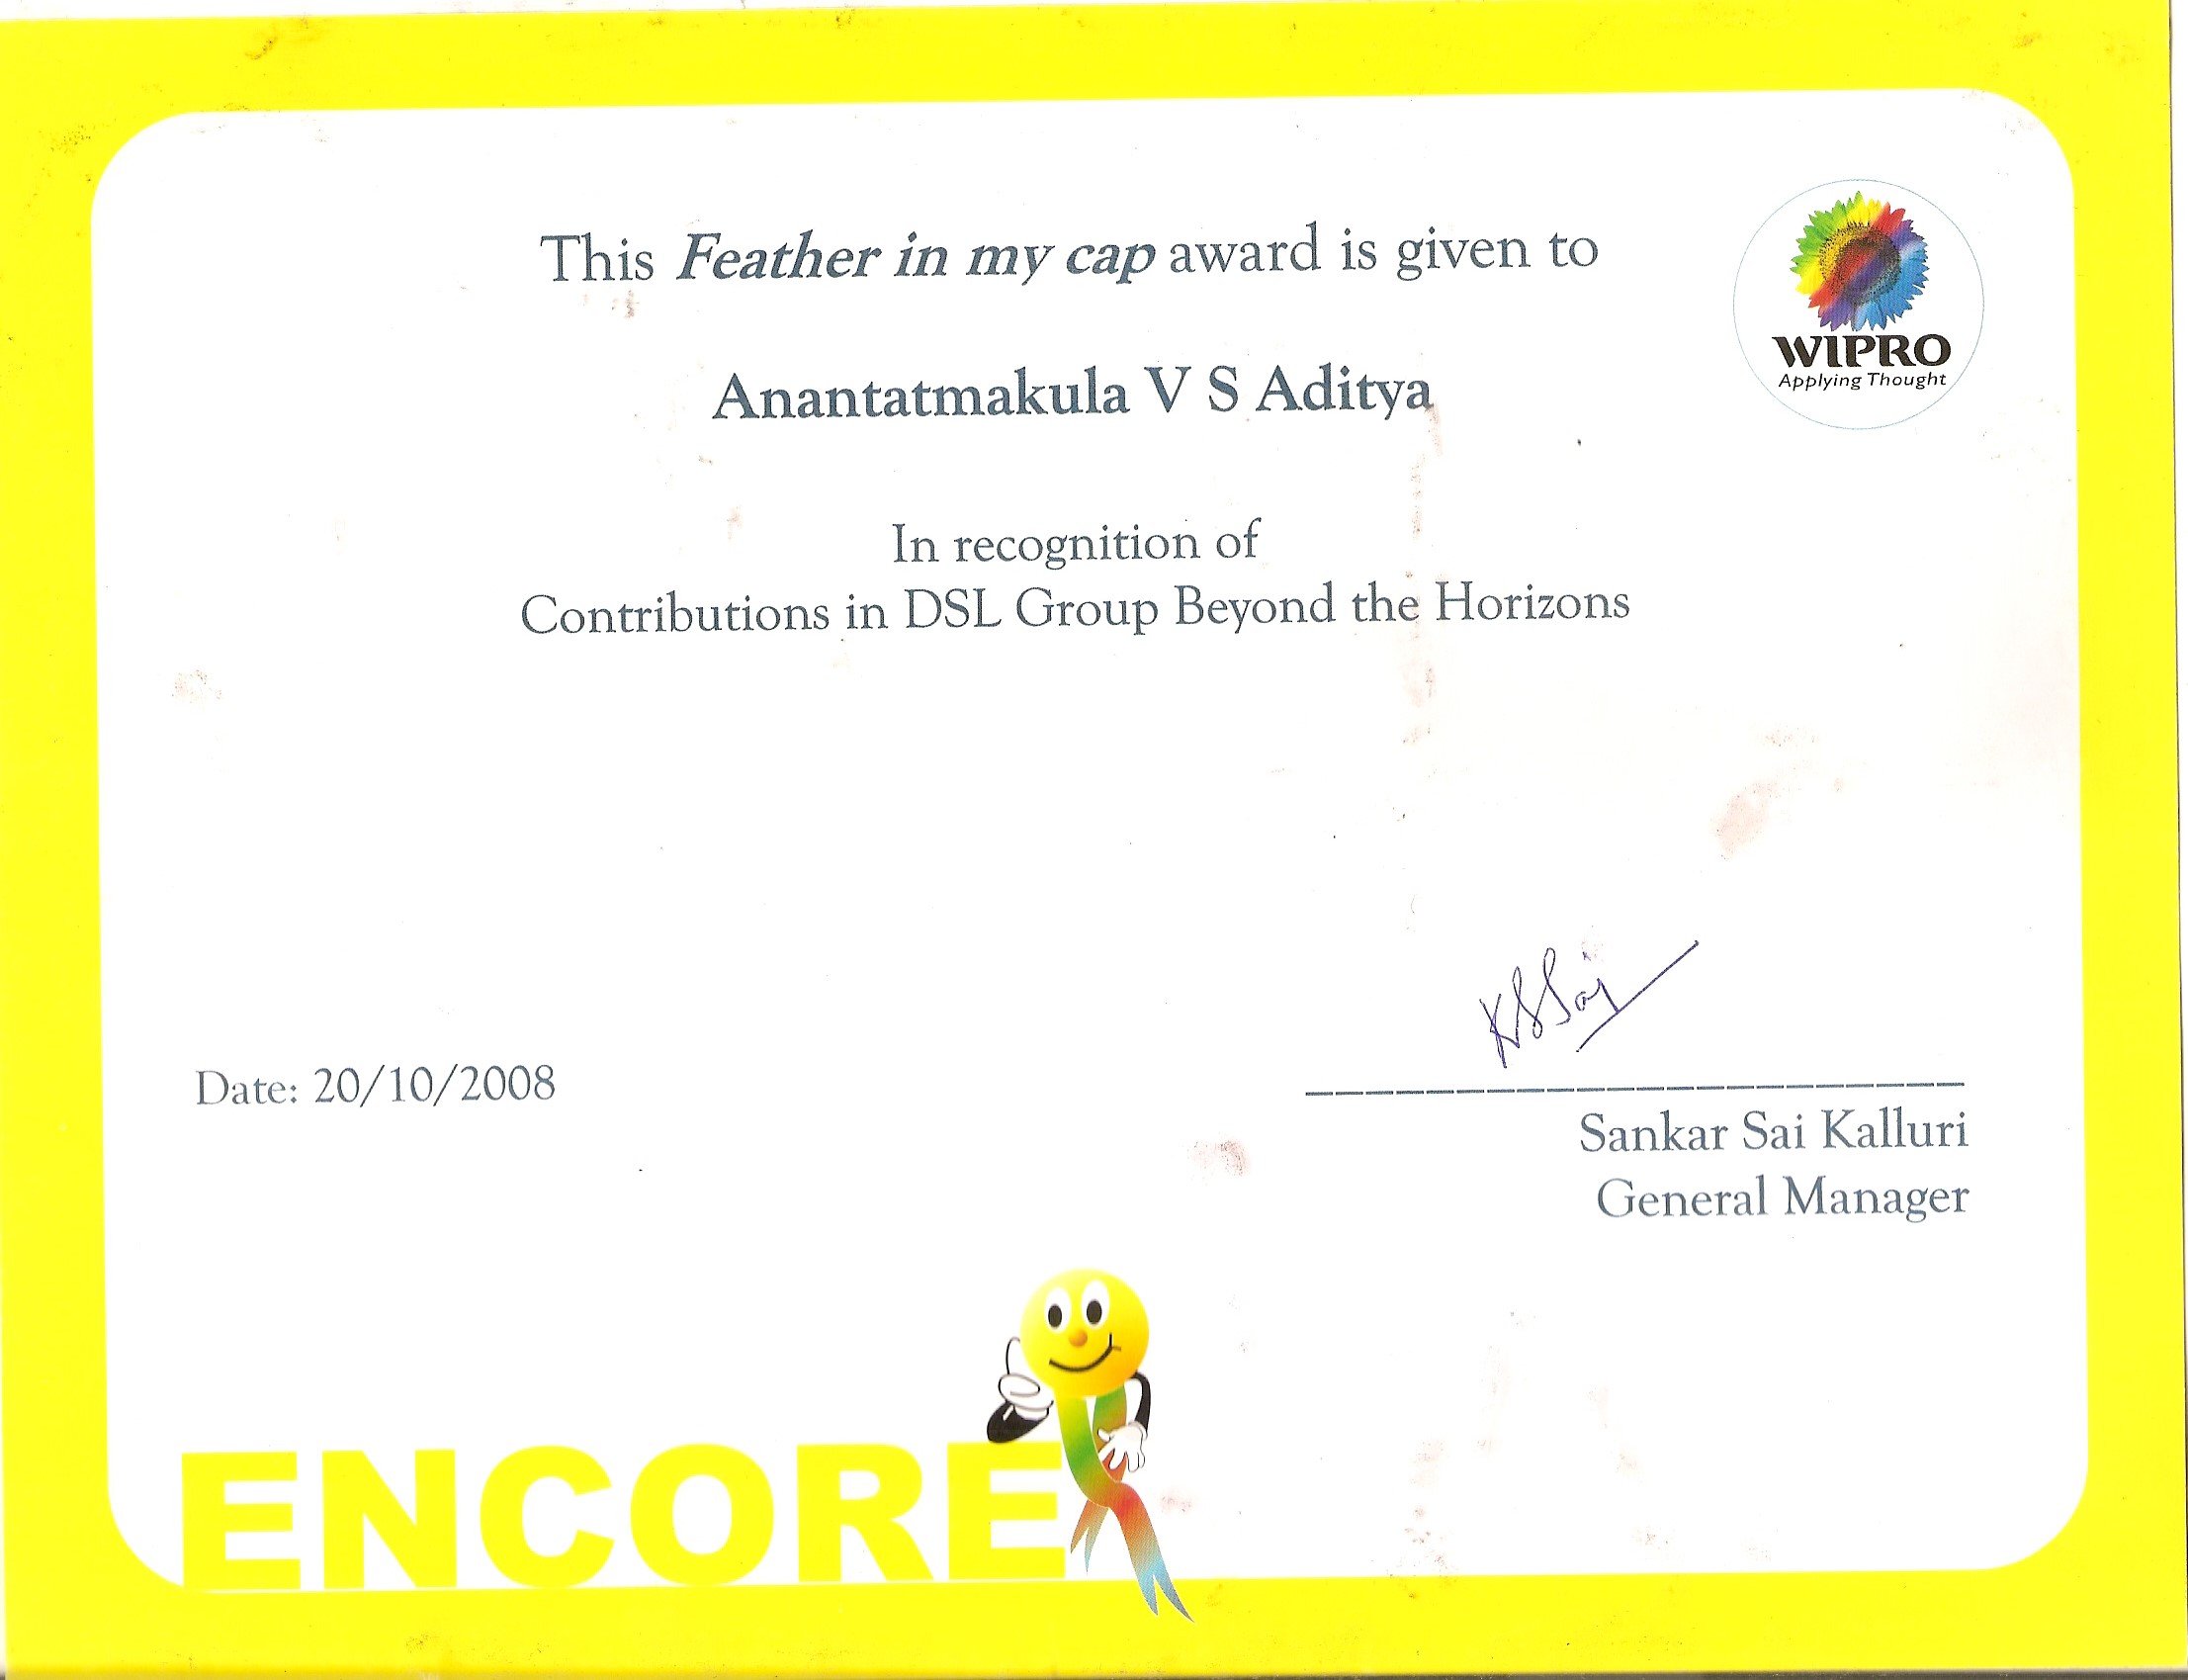 This Feather in my cap award is given to
WIPRO
Applying Thought
Anantatmakula V S Aditya
In recognition of
Contributions in DSL Group Beyond the Horizons
KSSai
Date: 20/10/2008
Sankar Sai Kalluri
General Manager
ENCORE